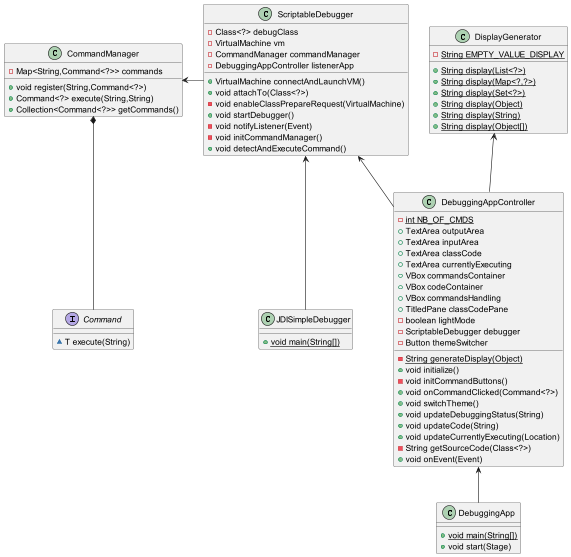 C CommandManager
Map<String,Command<?>> commands
void register(String,Command<?>)
Command<?> execute(String,String)
Collection<Command<?>> getCommands()
C ScriptableDebugger
Class<?> debugClass
VirtualMachine vm
CommandManager commandManager
DebuggingAppController listenerApp
VirtualMachine connectAndLaunchVM()
void attachTo(Class<?>)
void enableClassPrepareRequest(VirtualMachine)
void startDebugger()
void notifyListener(Event)
void initCommandManager()
void detectAndExecuteCommand()
C DisplayGenerator
String EMPTY_VALUE_DISPLAY
String display(List<?>)
String display(Map<?,?>)
String display(Set<?>)
String display(Object)
String display(String)
String display(Object[])
I Command
T execute(String)
C JDISimpleDebugger
void main(String[])
C DebuggingAppController
int NB_OF_CMDS
TextArea outputArea
TextArea inputArea
TextArea classCode
TextArea currentlyExecuting
VBox commandsContainer
VBox codeContainer
VBox commandsHandling
TitledPane classCodePane
boolean lightMode
ScriptableDebugger debugger
Button themeSwitcher
String generateDisplay(Object)
void initialize()
void initCommandButtons()
void onCommandClicked(Command<?>)
void switchTheme()
void updateDebuggingStatus(String)
void updateCode(String)
void updateCurrentlyExecuting(Location)
String getSourceCode(Class<?>)
void onEvent(Event)
C DebuggingApp
void main(String[])
void start(Stage)